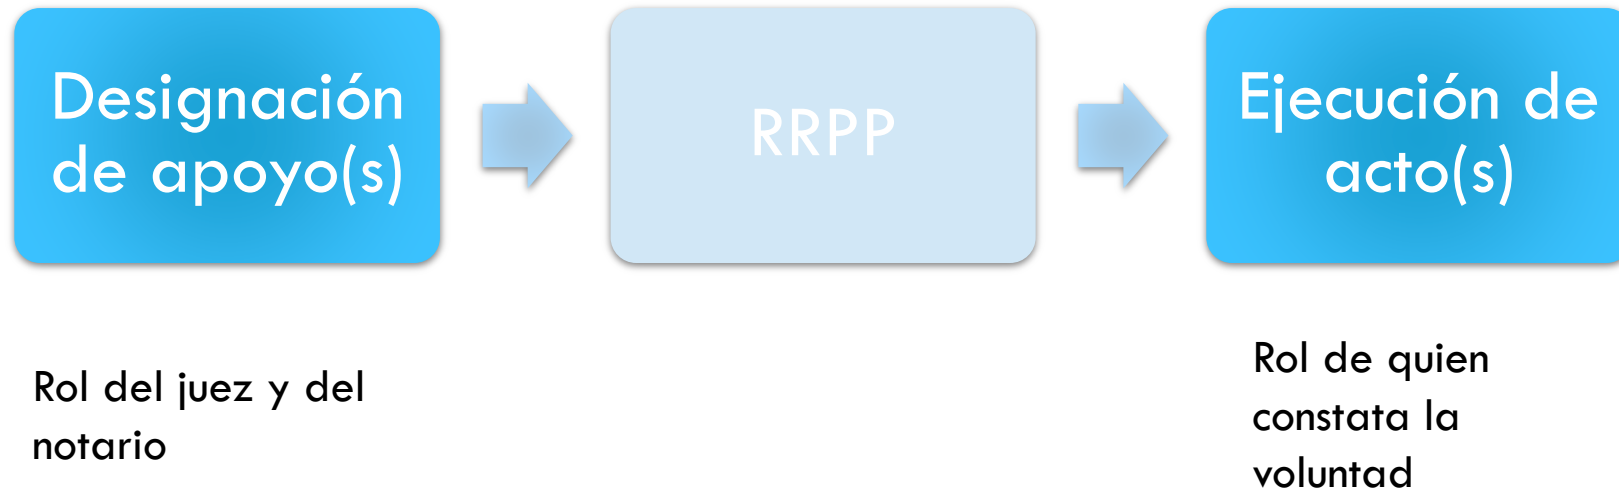 Designación
de apoyo(s)
RRPP
Ejecución de
acto(s)
Rol del juez y del
notario
Rol de quien
constata la
voluntad